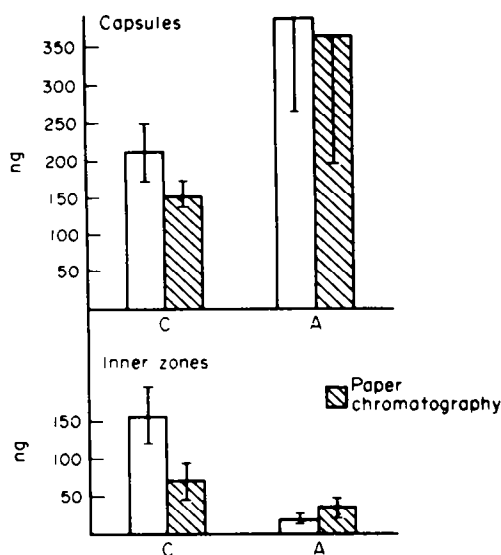 Capsules
350
300
250
200
150
100
50
ng
C A
Inner zones
Paper
chromatography
150
100
50
ng
C A